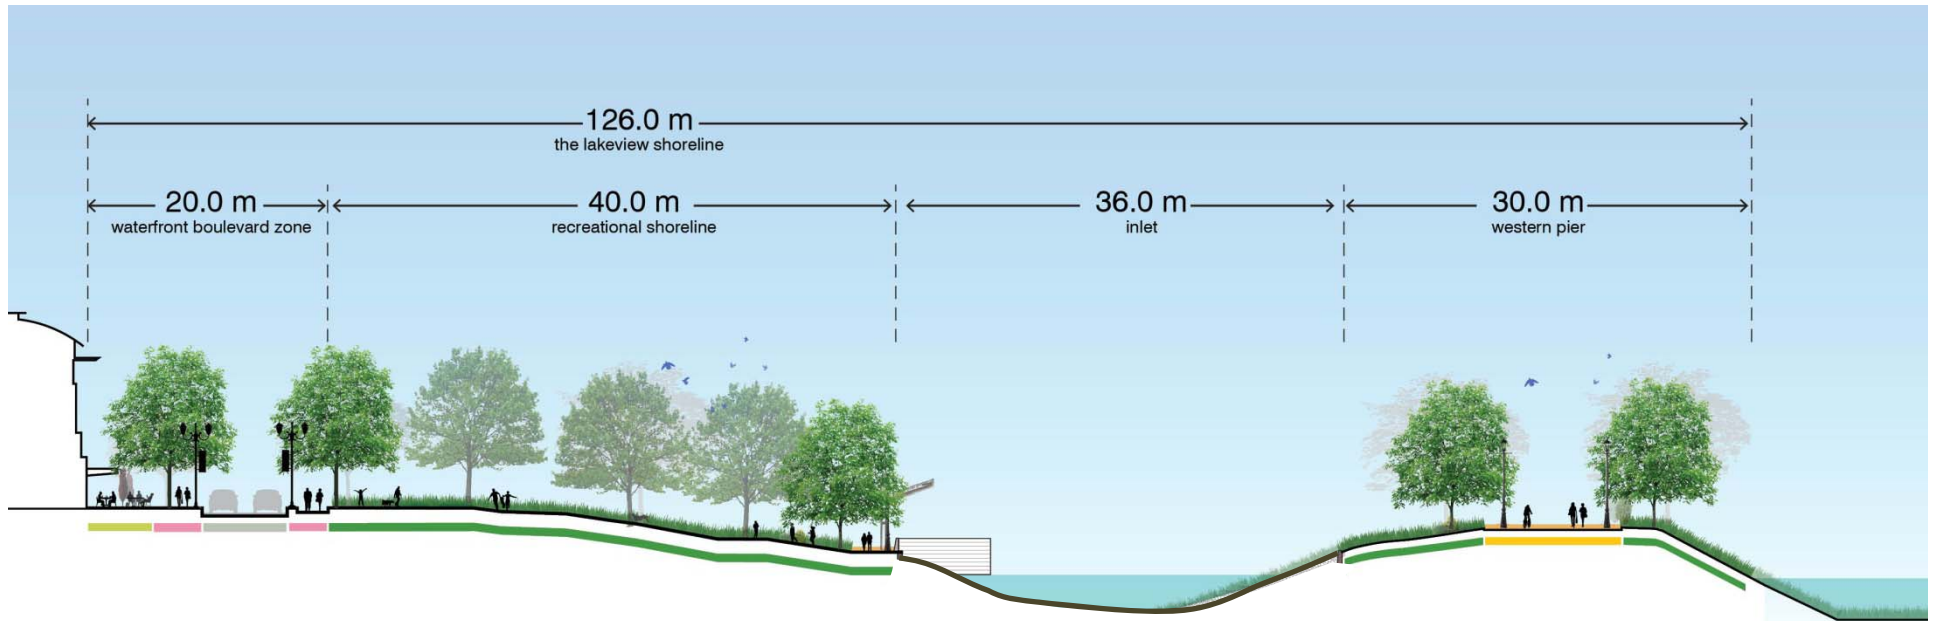 126.0 m
the lakeview shoreline
20.0 m
waterfront boulevard zone
40.0 m
recreational shoreline
36.0 m
inlet
30.0 m
western pier